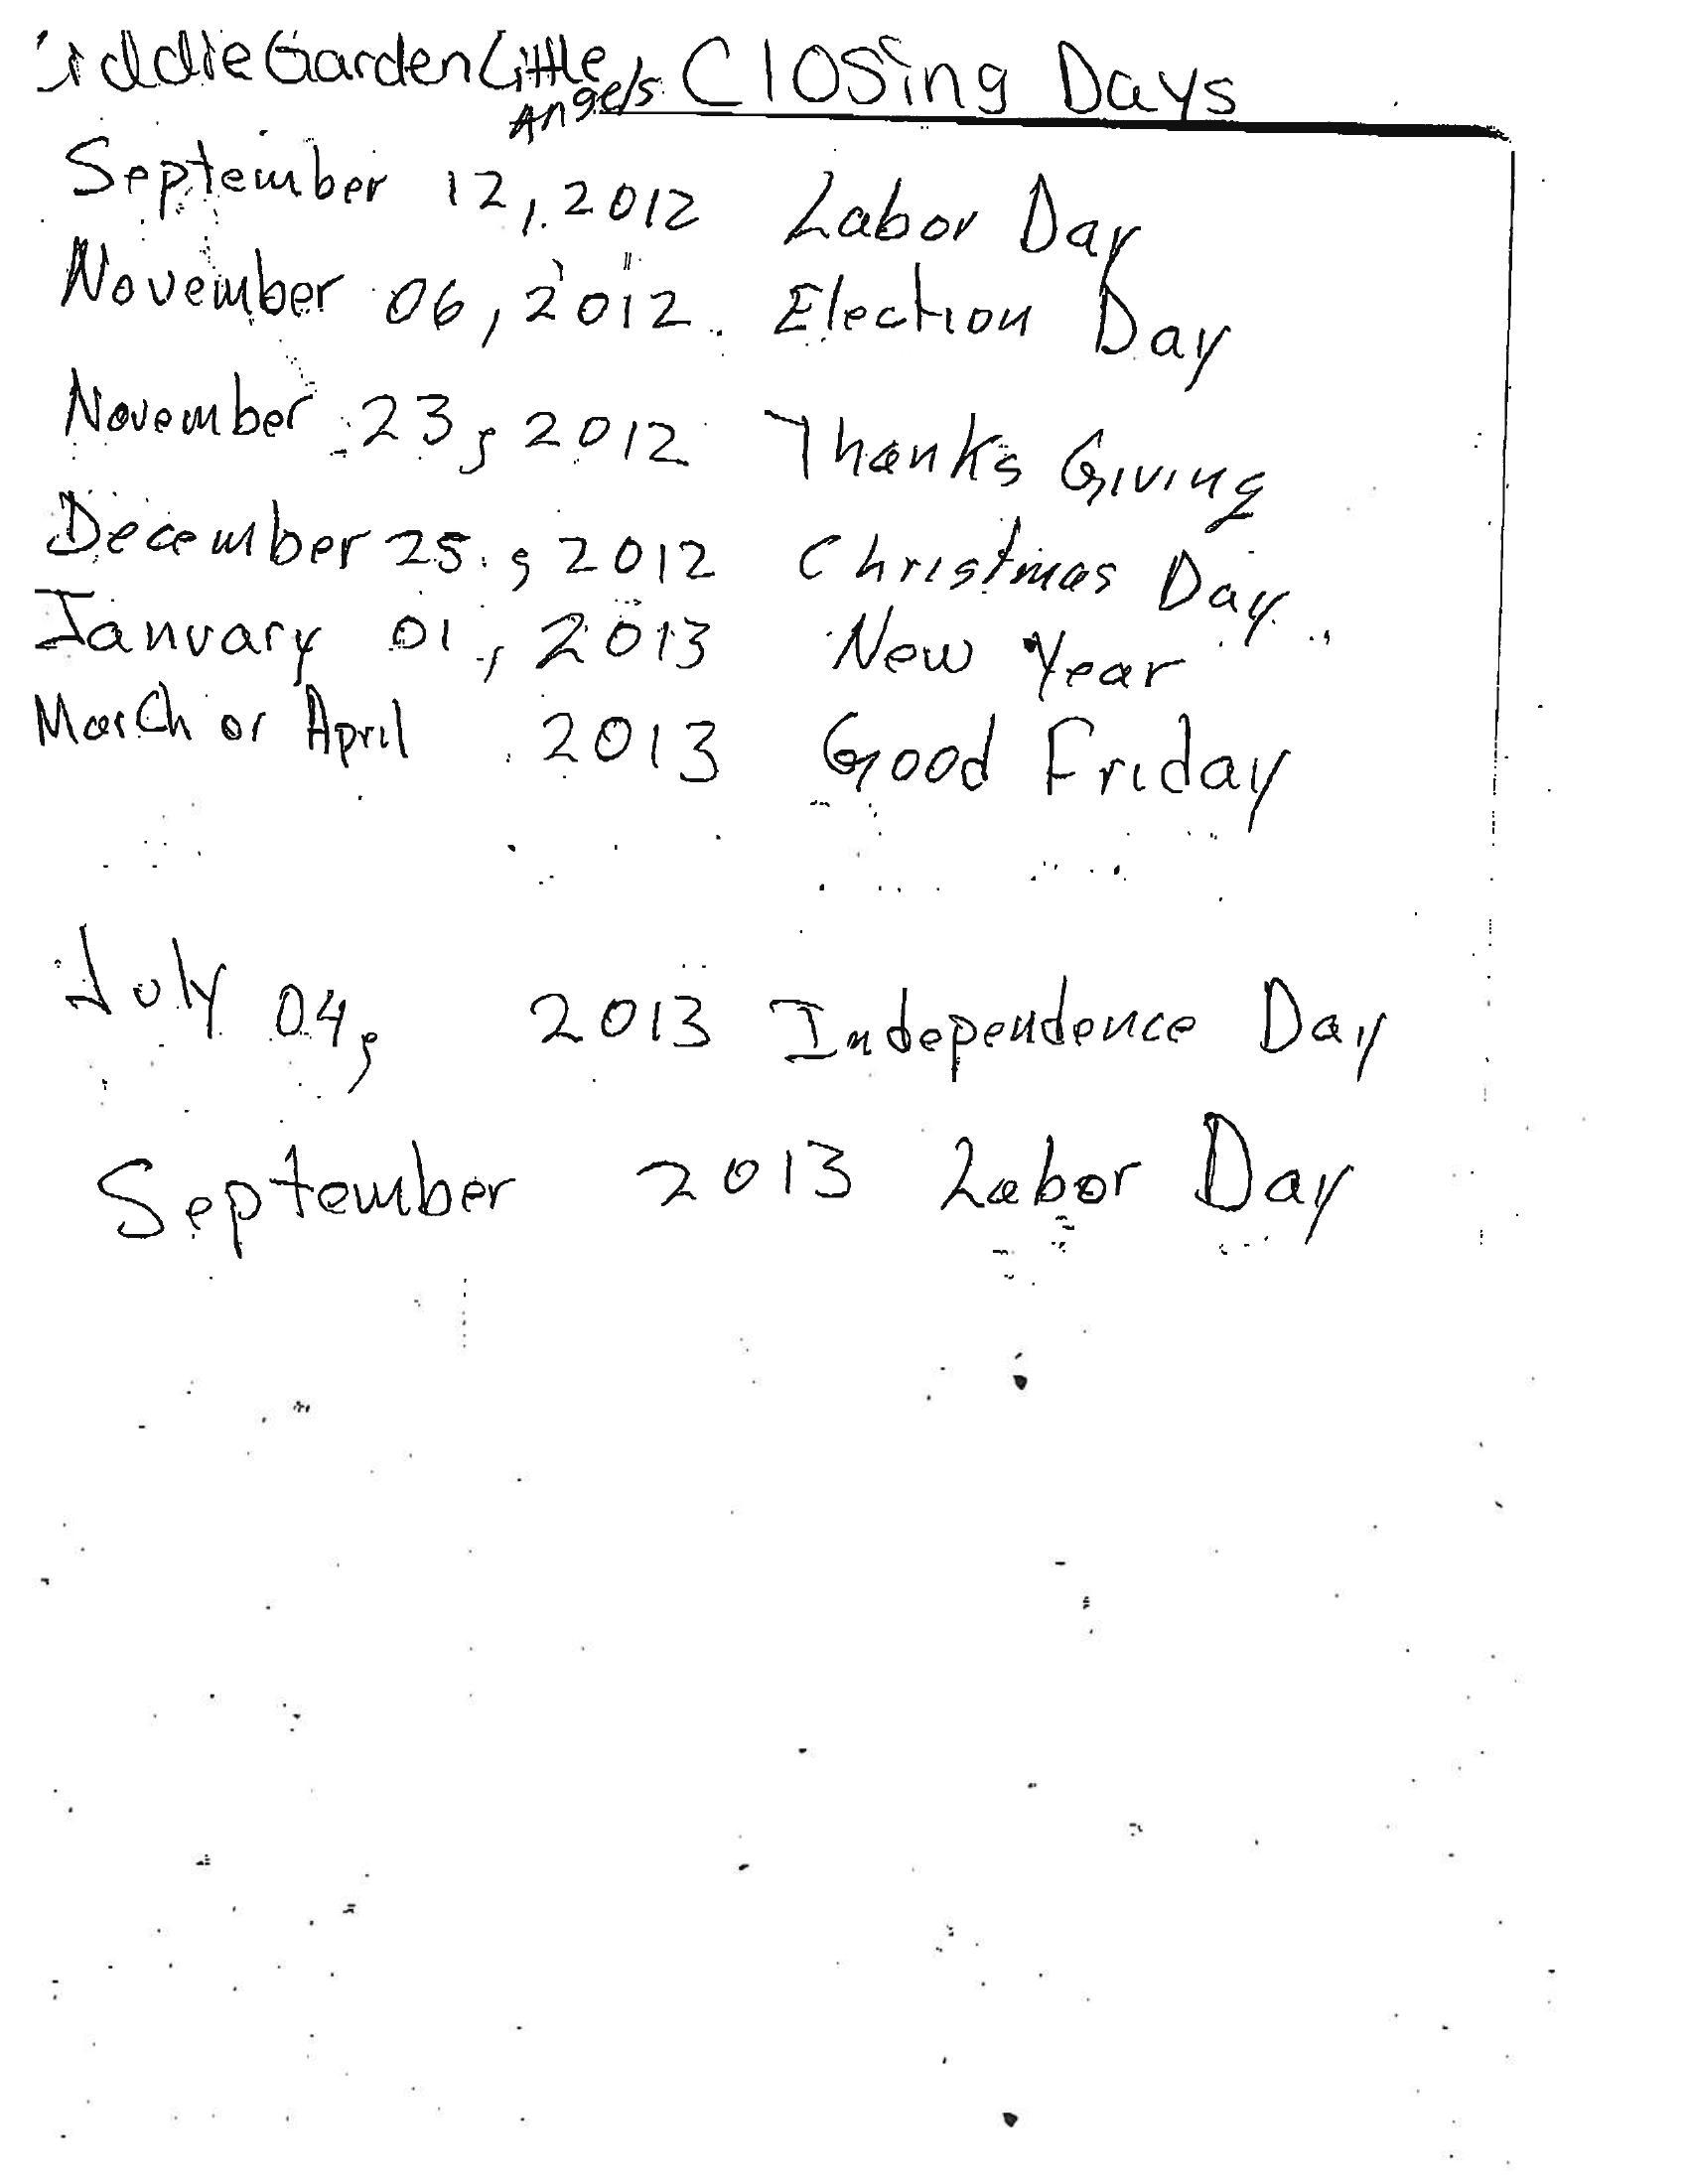 iddie Garden Little Angels Closing Days
September 12, 2012 Labor Day
November 06, 2012. Election Day
November 23, 2012 Thanks Giving
December 25, 2012 Christmas Day
January 01, 2013 New Year
March or April 2013 Good Friday
July 04, 2013 Independence Day
September 2013 Labor Day